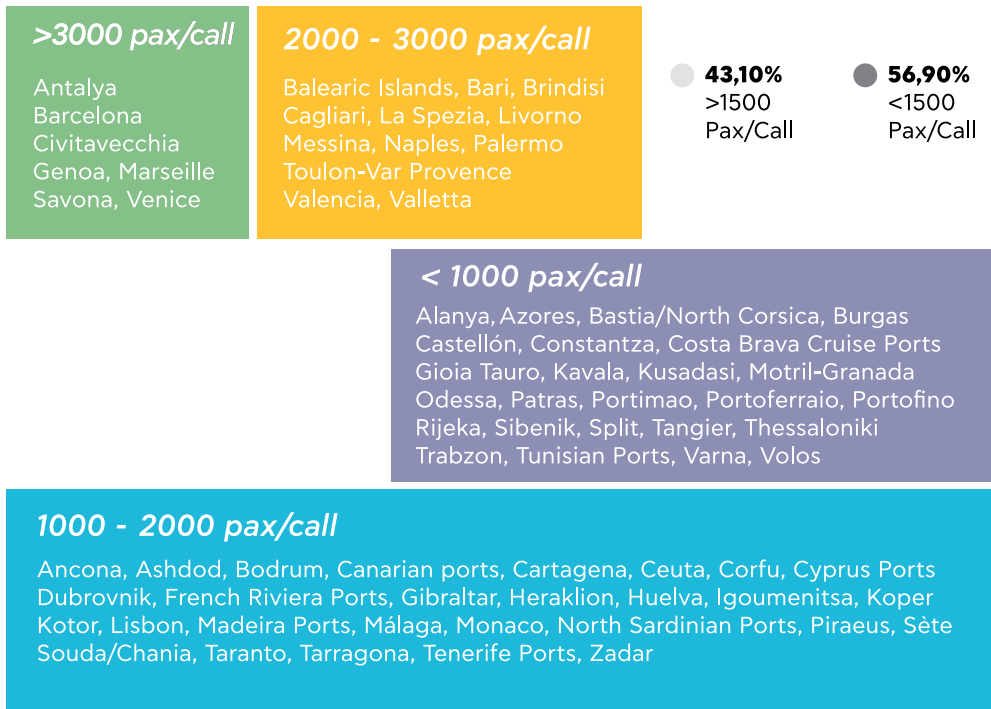 >3000 pax/call
Antalya
Barcelona
Civitavecchia
Genoa, Marseille
Savona, Venice
2000 - 3000 pax/call
Balearic Islands, Bari, Brindisi
Cagliari, La Spezia, Livorno
Messina, Naples, Palermo
Toulon-Var Provence
Valencia, Valletta
43,10%
>1500
Pax/Call
56,90%
<1500
Pax/Call
< 1000 pax/call
Alanya, Azores, Bastia/North Corsica, Burgas
Castellón, Constantza, Costa Brava Cruise Ports
Gioia Tauro, Kavala, Kusadasi, Motril-Granada
Odessa, Patras, Portimao, Portoferraio, Portofino
Rijeka, Sibenik, Split, Tangier, Thessaloniki
Trabzon, Tunisian Ports, Varna, Volos
1000 - 2000 pax/call
Ancona, Ashdod, Bodrum, Canarian ports, Cartagena, Ceuta, Corfu, Cyprus Ports
Dubrovnik, French Riviera Ports, Gibraltar, Heraklion, Huelva, Igoumenitsa, Koper
Kotor, Lisbon, Madeira Ports, Málaga, Monaco, North Sardinian Ports, Piraeus, Sète
Souda/Chania, Taranto, Tarragona, Tenerife Ports, Zadar